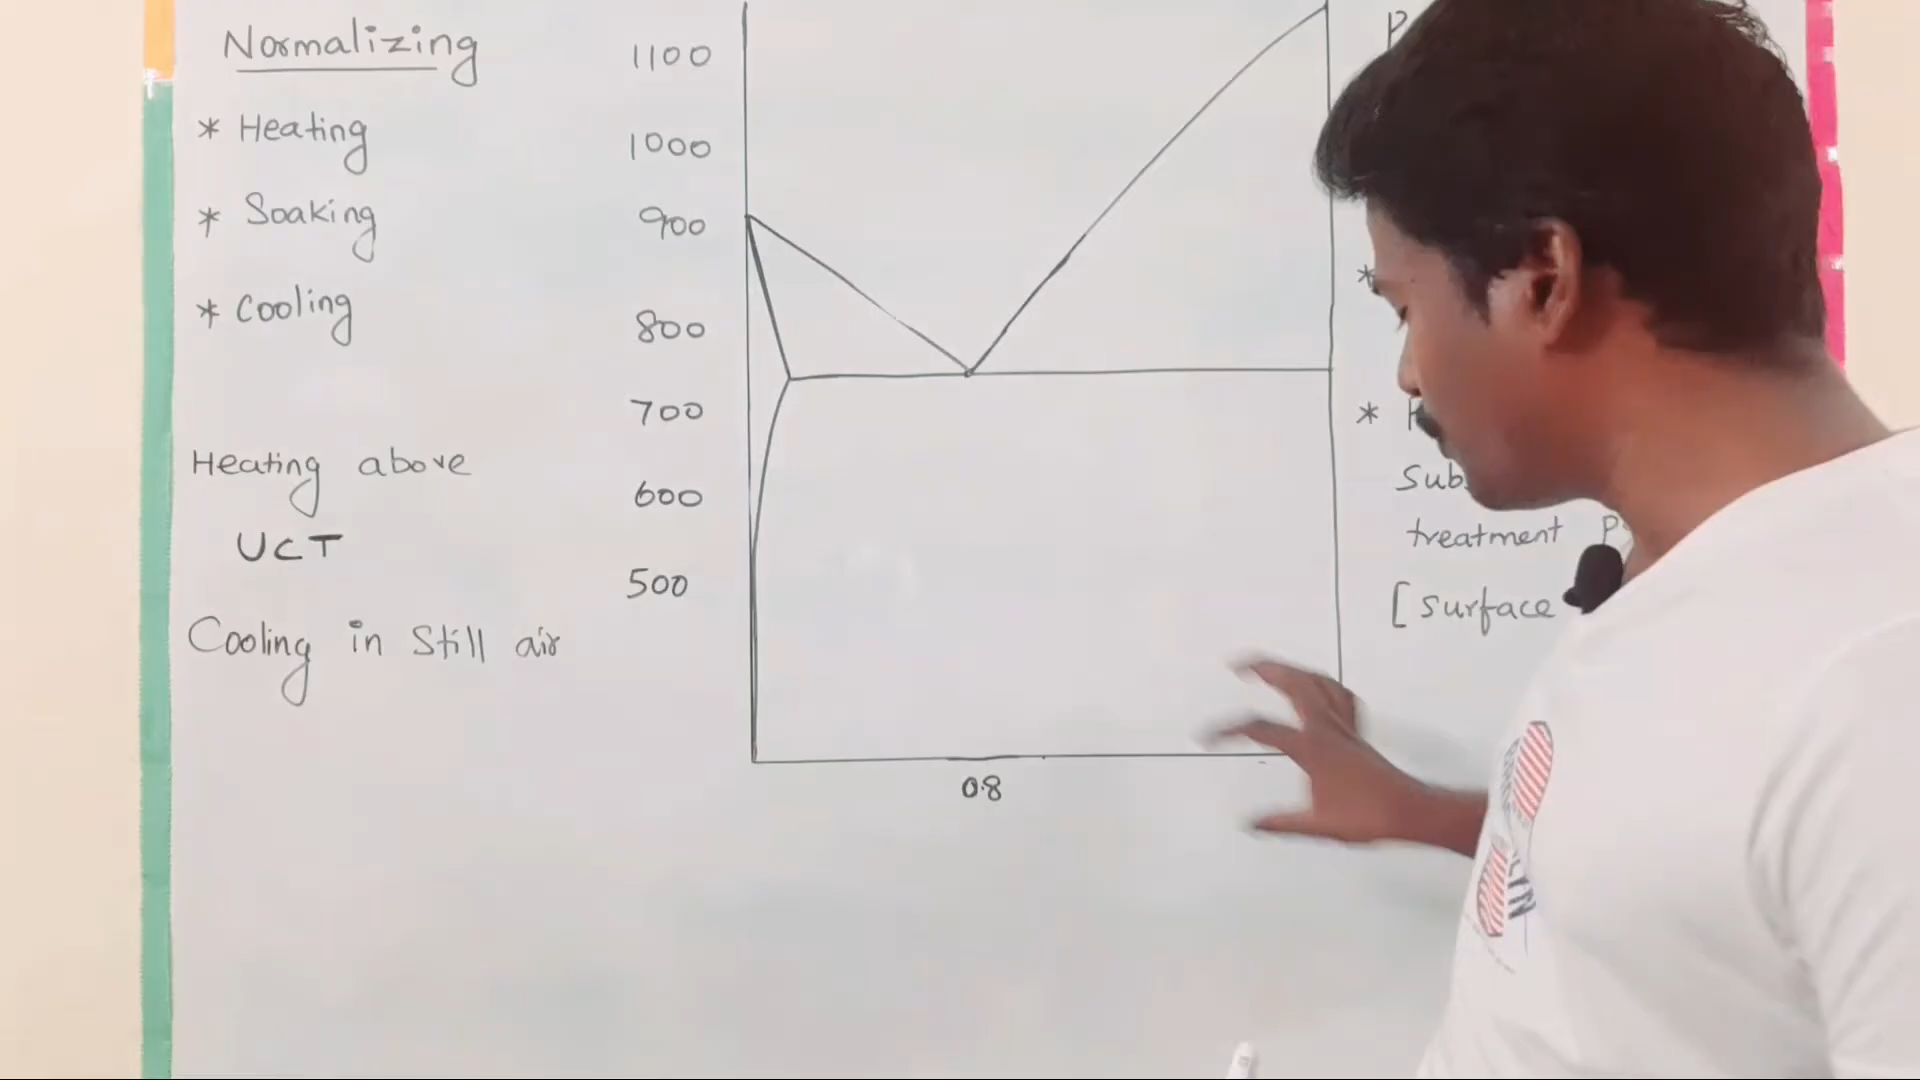 Normalizing
* Heating
* Soaking
* Cooling
Heating above
UCT
Cooling in Still air
1100
1000
900
800
700
600
500
0.8
P
*
*
treatment
[Surface